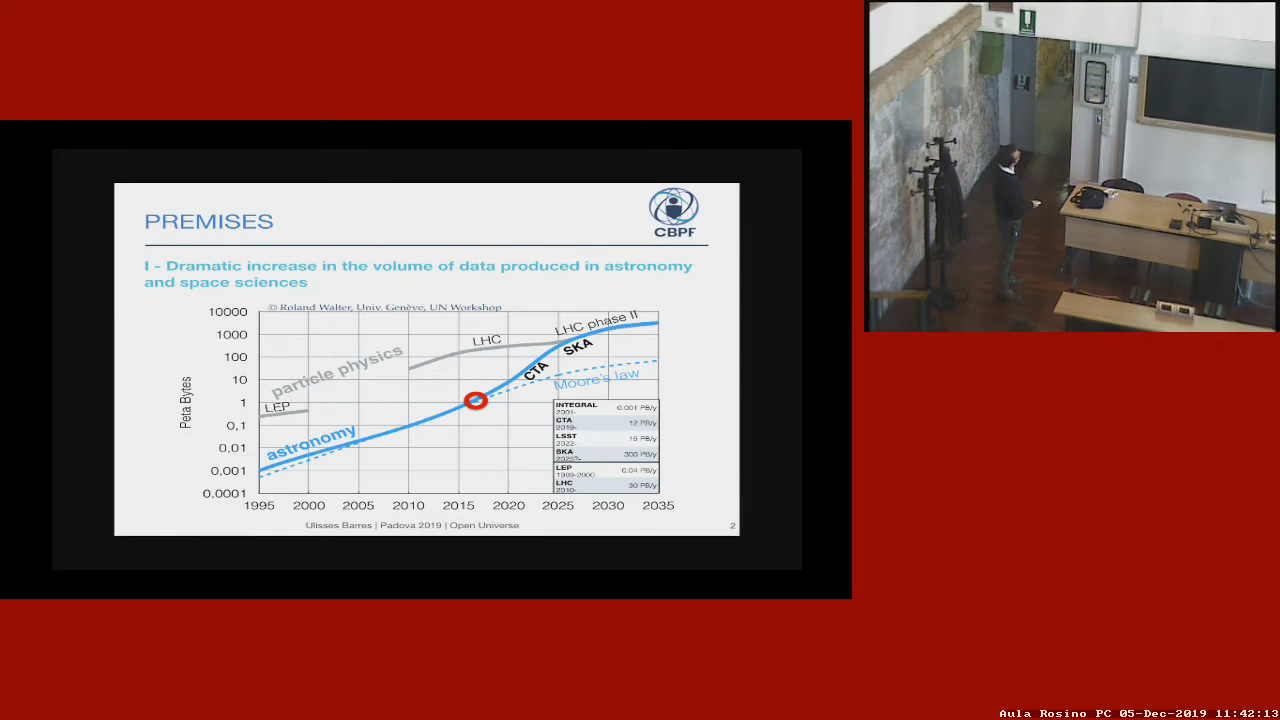 PREMISES
CBPF
I - Dramatic increase in the volume of data produced in astronomy
and space sciences
© Roland Walter, Univ. Genève, UN Workshop
10000
1000
100
10
1
0,1
0,01
0,001
0,0001
Peta Bytes
particle physics
LEP
LHC
LHC phase II
SKA
CTA
Moore's law
astronomy
INTEGRAL 0.001 PB/y
2001-
CTA 12 PB/y
2019-
LSST 15 PB/y
2022-
SKA 300 PB/y
2025?-
LEP 0.04 PB/y
1989-2000
LHC 30 PB/y
2010-
1995 2000 2005 2010 2015 2020 2025 2030 2035
Ulisses Barres | Padova 2019 | Open Universe
2
Aula Rosino PC 05-Dec-2019 11:42:13